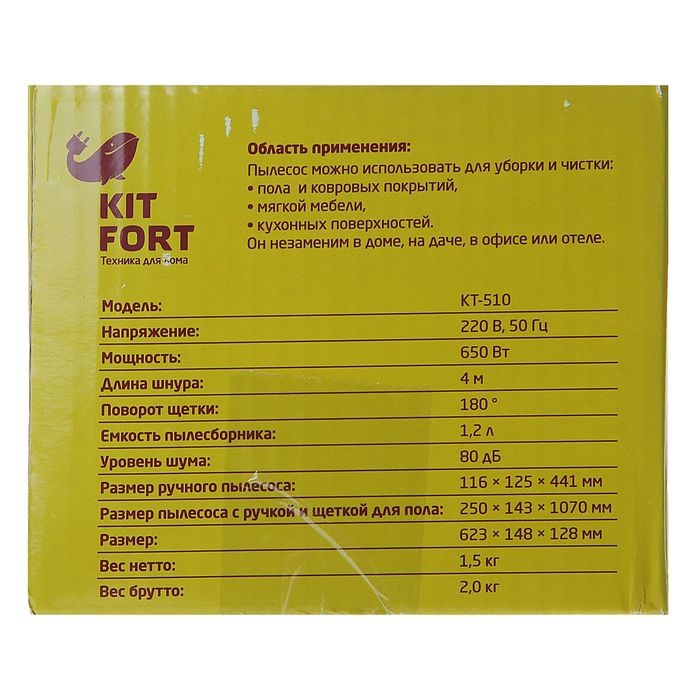 KIT
FORT
Техника для дома
Область применения:
Пылесос можно использовать для уборки и чистки:
• пола и ковровых покрытий,
• мягкой мебели,
• кухонных поверхностей.
Он незаменим в доме, на даче, в офисе или отеле.
Модель: КТ-510
Напряжение: 220 В, 50 Гц
Мощность: 650 Вт
Длина шнура: 4 м
Поворот щетки: 180 °
Емкость пылесборника: 1,2 л
Уровень шума: 80 дБ
Размер ручного пылесоса: 116 × 125 × 441 мм
Размер пылесоса с ручкой и щеткой для пола: 250 × 143 × 1070 мм
Размер: 623 × 148 × 128 мм
Вес нетто: 1,5 кг
Вес брутто: 2,0 кг